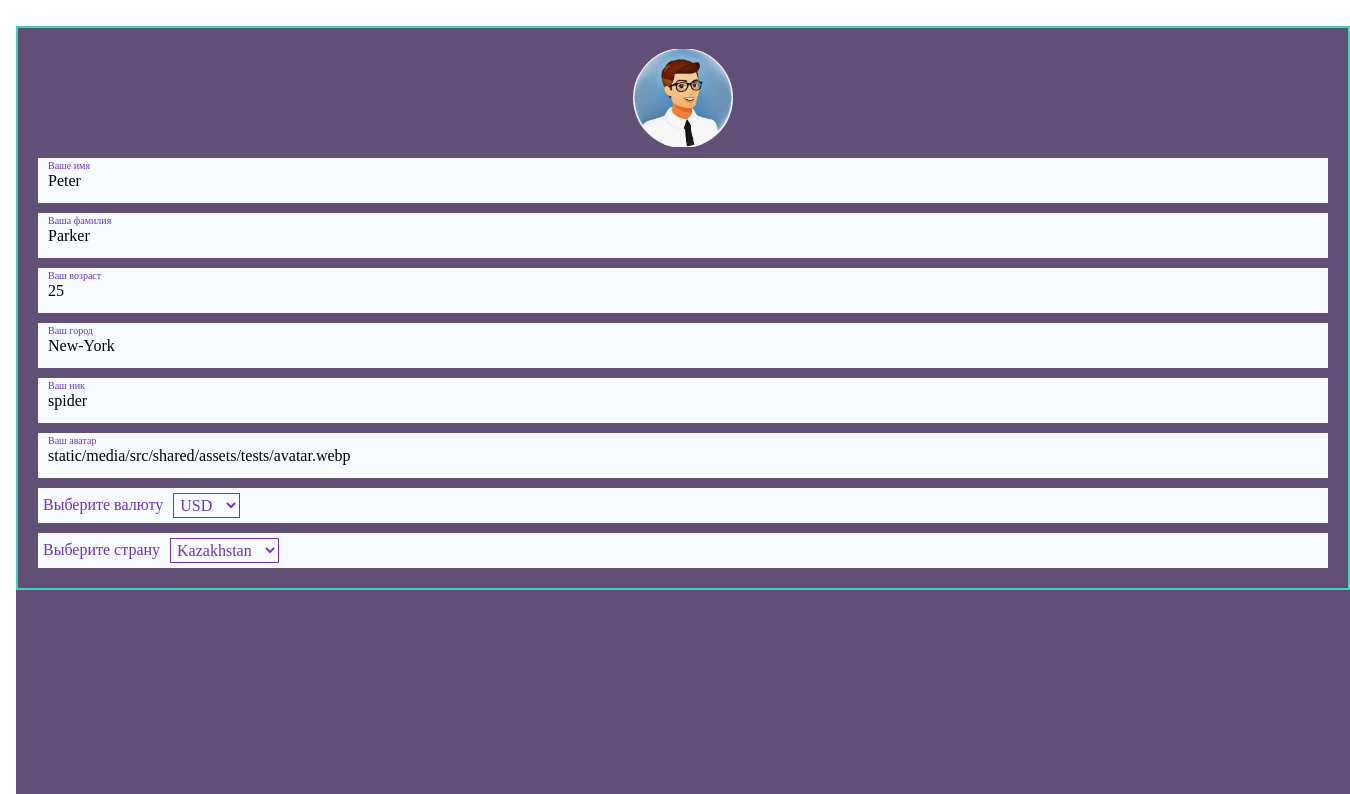 Ваше имя
Peter
Ваша фамилия
Parker
Ваш возраст
25
Ваш город
New-York
Ваш ник
spider
Ваш аватар
static/media/src/shared/assets/tests/avatar.webp
Выберите валюту USD
Выберите страну Kazakhstan